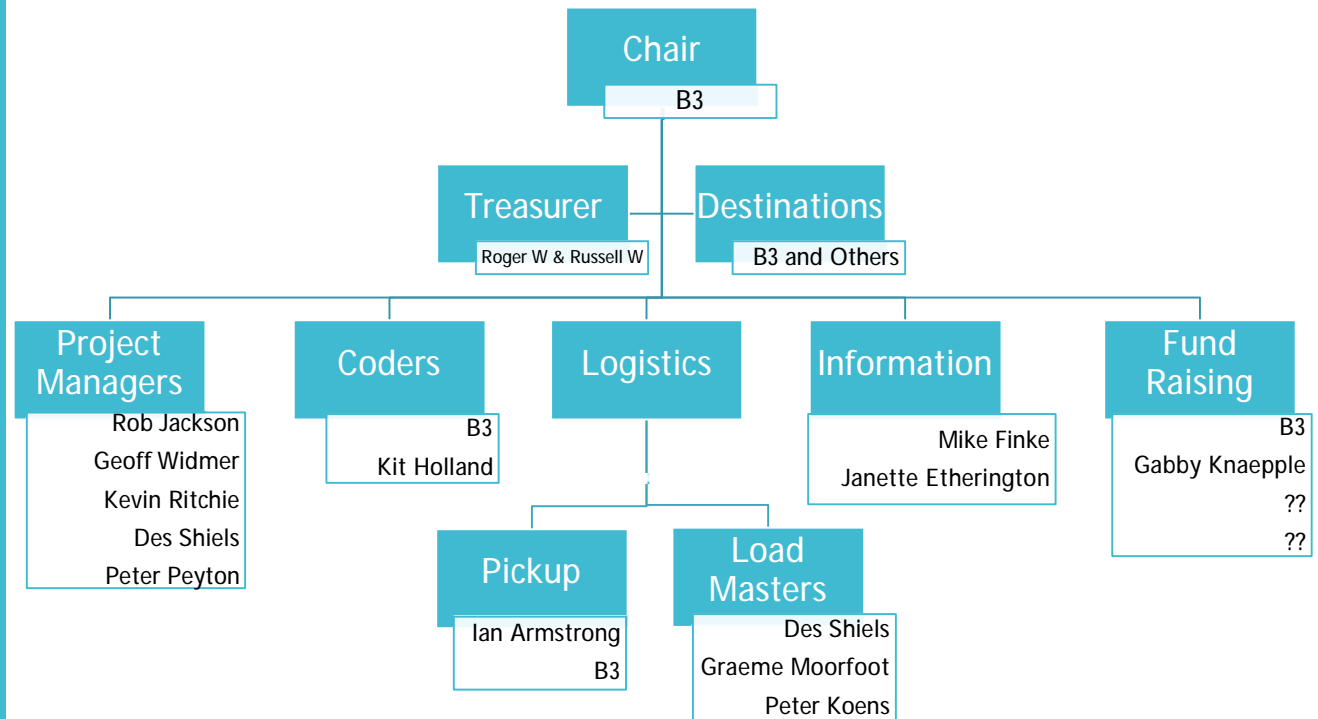 Chair
B3
Treasurer
Roger W & Russell W
Destinations
B3 and Others
Project
Managers
Rob Jackson
Geoff Widmer
Kevin Ritchie
Des Shiels
Peter Peyton
Coders
B3
Kit Holland
Logistics
Information
Mike Finke
Janette Etherington
Fund
Raising
B3
Gabby Knaepple
??
??
Pickup
Ian Armstrong
B3
Load
Masters
Des Shiels
Graeme Moorfoot
Peter Koens